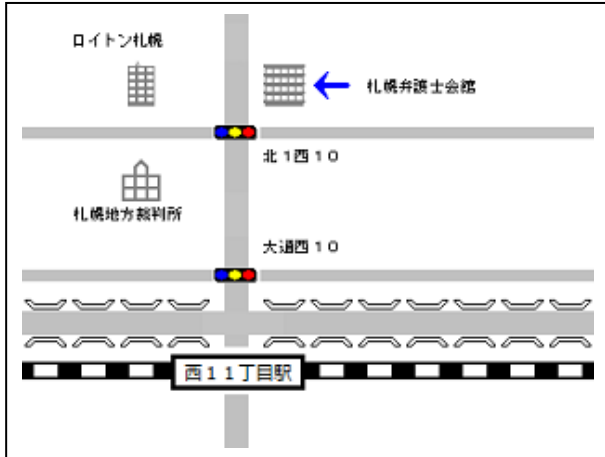 ロイトン札幌
札幌弁護士会館
北1西10
札幌地方裁判所
大通西10
西11丁目駅